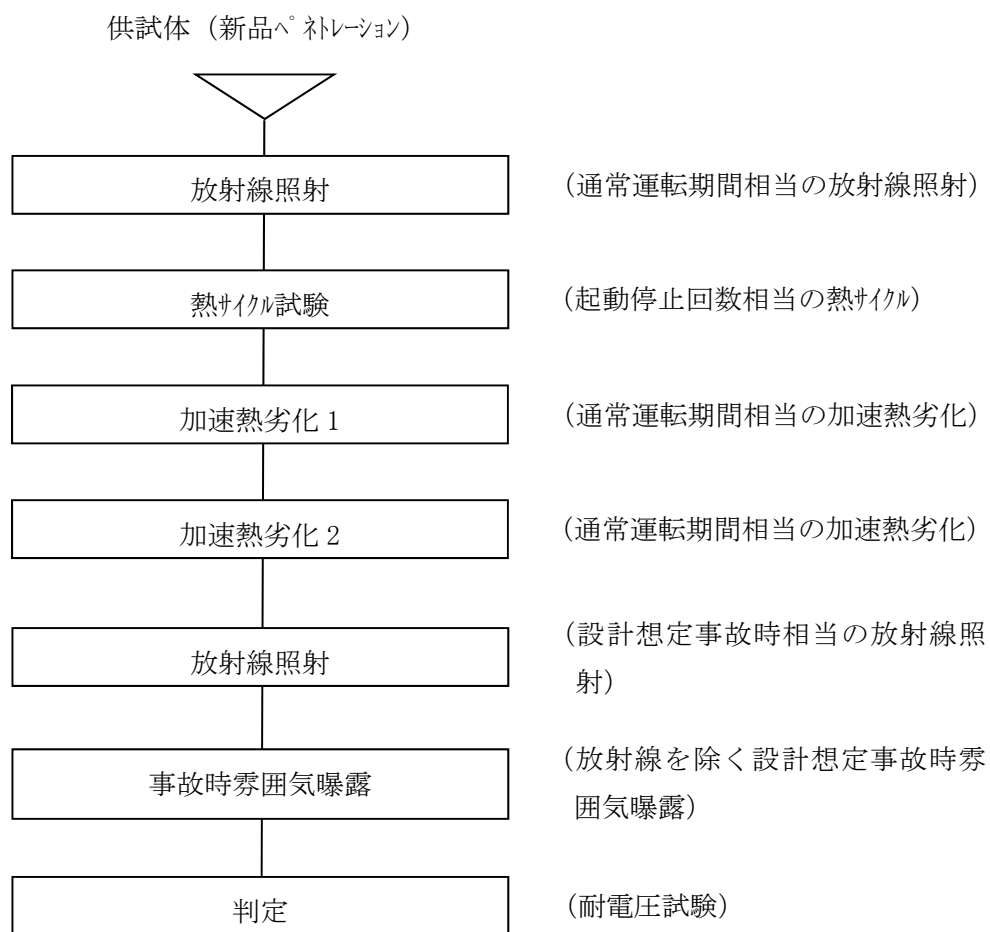 供試体（新品ﾍﾟﾈﾄﾚｰｼｮﾝ）
放射線照射
（通常運転期間相当の放射線照射）
熱ｻｲｸﾙ試験
（起動停止回数相当の熱ｻｲｸﾙ）
加速熱劣化 1
（通常運転期間相当の加速熱劣化）
加速熱劣化 2
（通常運転期間相当の加速熱劣化）
放射線照射
（設計想定事故時相当の放射線照
射）
事故時雰囲気曝露
（放射線を除く設計想定事故時雰
囲気曝露）
判定
（耐電圧試験）